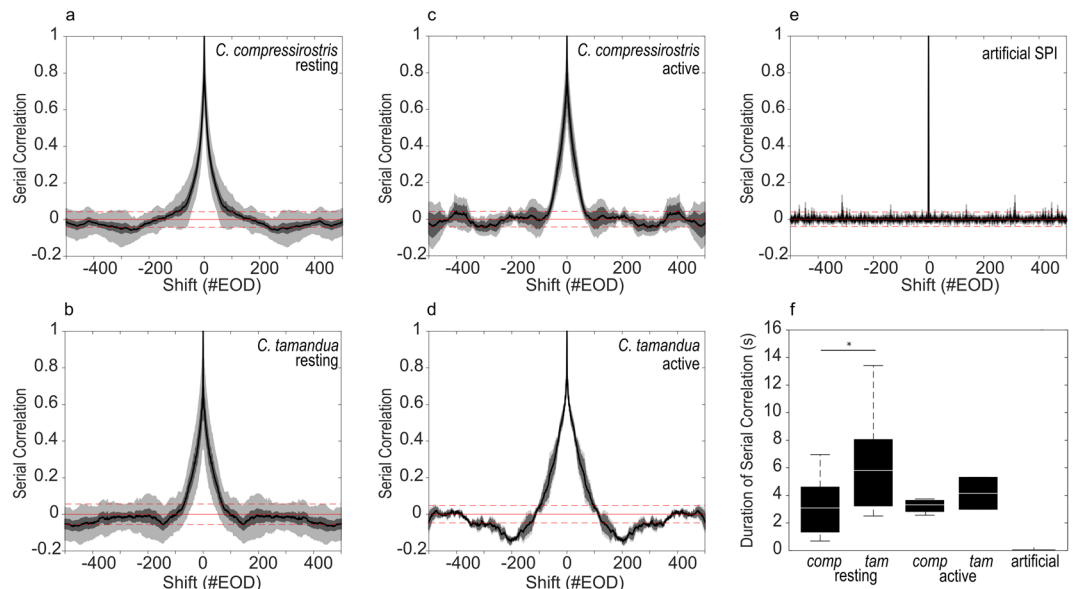 a
1
0.8
0.6
0.4
0.2
0
-0.2
Serial Correlation
C. compressirostris
resting
-400 -200 0 200 400
Shift (#EOD)
c
1
0.8
0.6
0.4
0.2
0
-0.2
Serial Correlation
C. compressirostris
active
-400 -200 0 200 400
Shift (#EOD)
e
1
0.8
0.6
0.4
0.2
0
-0.2
Serial Correlation
artificial SPI
-400 -200 0 200 400
Shift (#EOD)
b
1
0.8
0.6
0.4
0.2
0
-0.2
Serial Correlation
C. tamandua
resting
-400 -200 0 200 400
Shift (#EOD)
d
1
0.8
0.6
0.4
0.2
0
-0.2
Serial Correlation
C. tamandua
active
-400 -200 0 200 400
Shift (#EOD)
f
16
14
12
10
8
6
4
2
0
Duration of Serial Correlation (s)
*
comp tam comp tam artificial
resting active